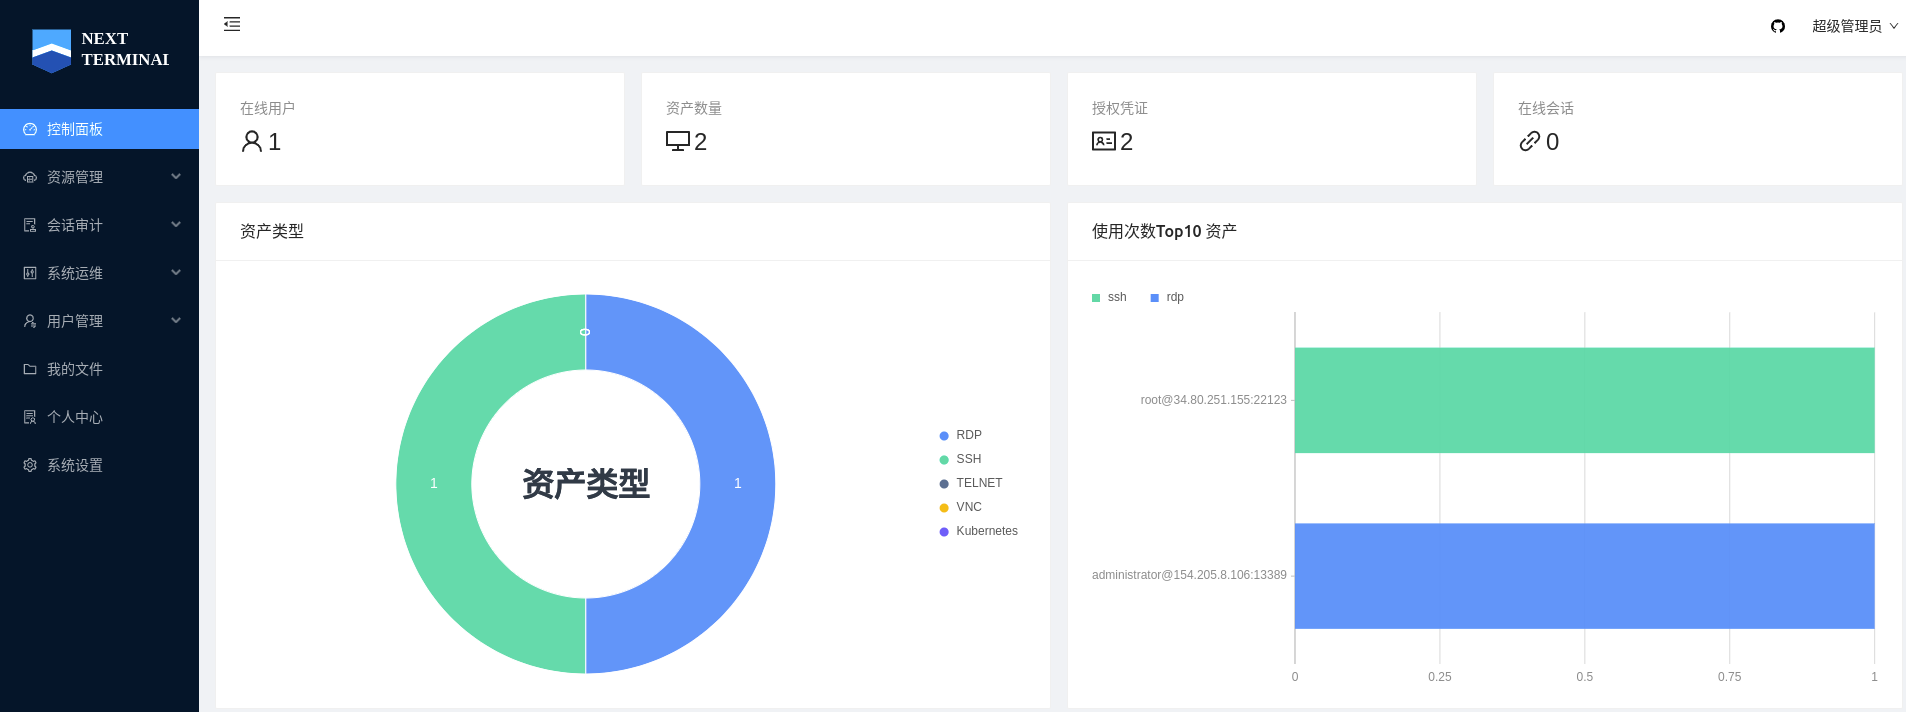 NEXT
TERMINAL
超级管理员
控制面板
资源管理
会话审计
系统运维
用户管理
我的文件
个人中心
系统设置
在线用户
1
资产数量
2
授权凭证
2
在线会话
0
资产类型
0
1
资产类型
1
RDP
SSH
TELNET
VNC
Kubernetes
使用次数Top10 资产
ssh rdp
root@34.80.251.155:22123
administrator@154.205.8.106:13389
0 0.25 0.5 0.75 1